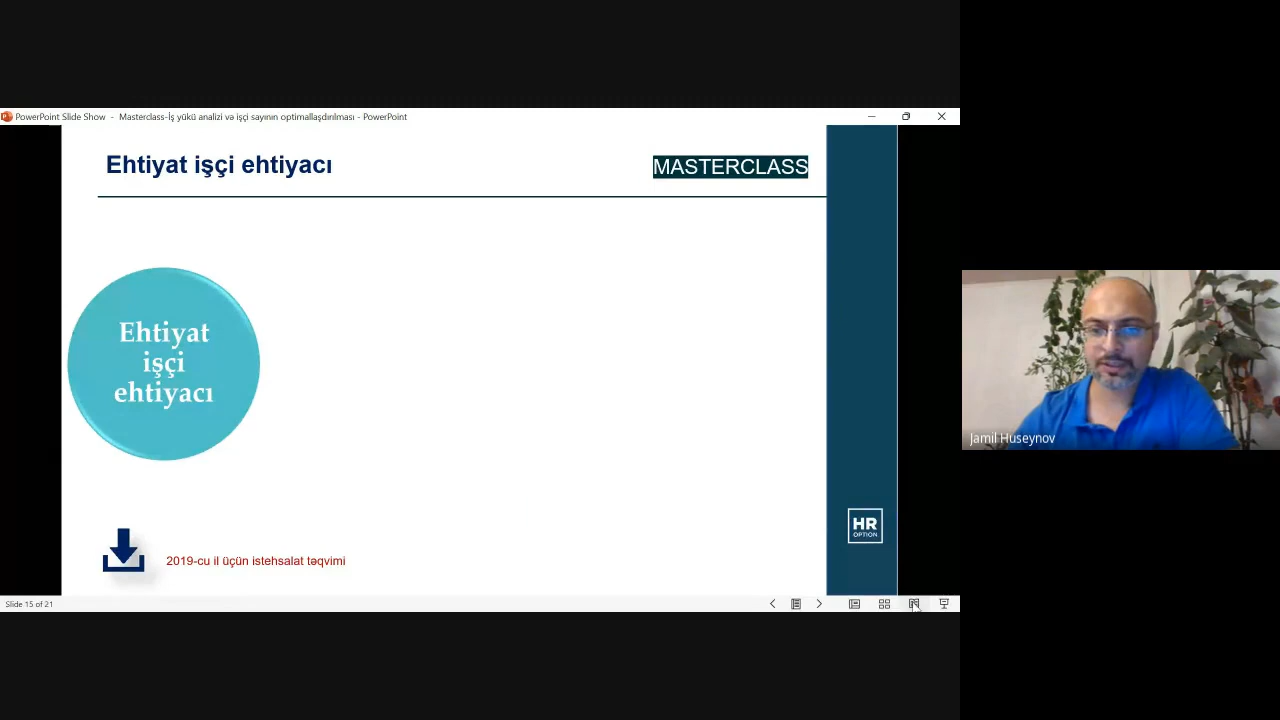 PowerPoint Slide Show - Masterclass-İş yükü analizi və işçi sayının optimallaşdırılması - PowerPoint
Ehtiyat işçi ehtiyacı
MASTERCLASS
Ehtiyat
işçi
ehtiyacı
Jamil Huseynov
HR
OPTION
2019-cu il üçün istehsalat təqvimi
Slide 15 of 21